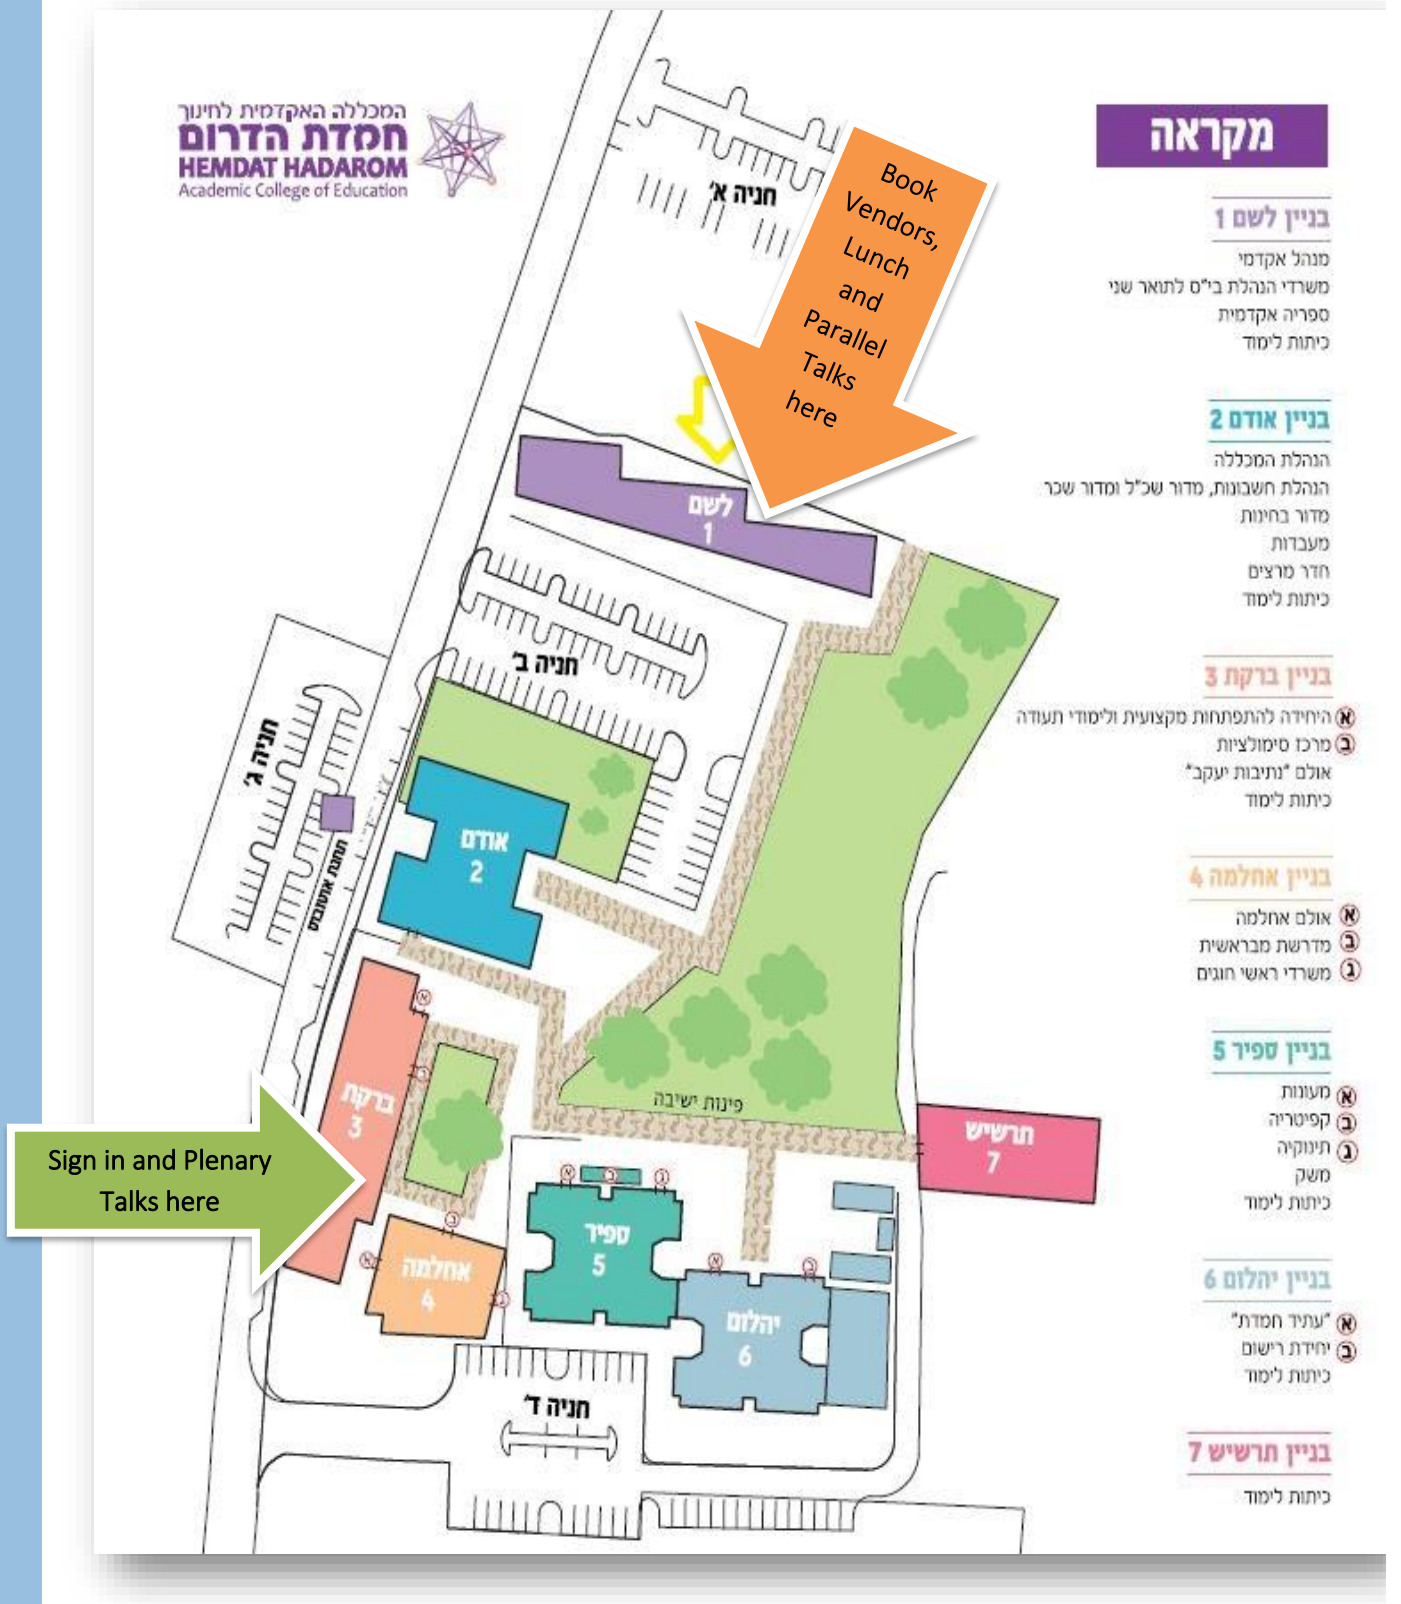 המכללה האקדמית לחינוך
חמדת הדרום
HEMDAT HADAROM
Academic College of Education
חניה א'
Book
Vendors,
Lunch
and
Parallel
Talks
here
לשם
1
חניה ב'
חניה ג'
תחנת אוטובוס
אודם
2
ברקת
3
א
ב
Sign in and Plenary
Talks here
פינות ישיבה
תרשיש
7
אחלמה
4
א
ב
ג
ספיר
5
א
ב
ג
יהלום
6
א
ב
חניה ד'
מקראה
בניין לשם 1
מנהל אקדמי
משרדי הנהלת בי"ס לתואר שני
ספריה אקדמית
כיתות לימוד
בניין אודם 2
הנהלת המכללה
הנהלת חשבונות, מדור שכ"ל ומדור שכר
מדור בחינות
מעבדות
חדר מרצים
כיתות לימוד
בניין ברקת 3
א היחידה להתפתחות מקצועית ולימודי תעודה
ב מרכז סימולציות
אולם "נתיבות יעקב"
כיתות לימוד
בניין אחלמה 4
א אולם אחלמה
ב מדרשת מבראשית
ג משרדי ראשי חוגים
בניין ספיר 5
א מעונות
ב קפיטריה
ג תינוקיה
משק
כיתות לימוד
בניין יהלום 6
א "עתיד חמדת"
ב יחידת רישום
כיתות לימוד
בניין תרשיש 7
כיתות לימוד